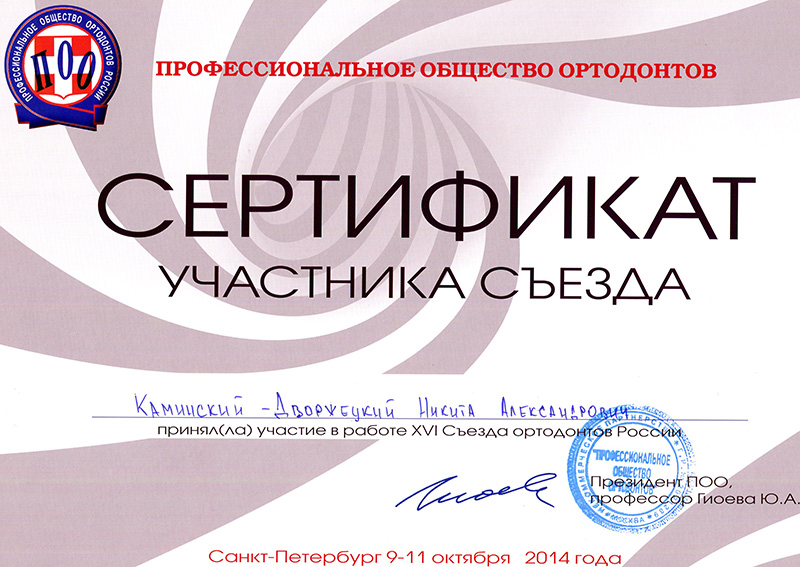 ПРОФЕССИОНАЛЬНОЕ ОБЩЕСТВО ОРТОДОНТОВ РОССИИ
ПОО
ПРОФЕССИОНАЛЬНОЕ ОБЩЕСТВО ОРТОДОНТОВ
СЕРТИФИКАТ
УЧАСТНИКА СЪЕЗДА
Каминский-Дворжецкий Никита Александрович
принял(ла) участие в работе XVI Съезда ортодонтов России
"ПРОФЕССИОНАЛЬНОЕ
ОБЩЕСТВО
ОРТОДОНТОВ"
МОСКВА
Президент ПОО,
профессор Гиоева Ю.А.
Санкт-Петербург 9-11 октября 2014 года